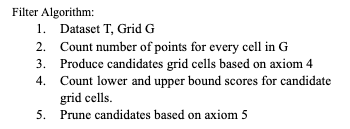 Filter Algorithm:
1. Dataset T, Grid G
2. Count number of points for every cell in G
3. Produce candidates grid cells based on axiom 4
4. Count lower and upper bound scores for candidate
grid cells.
5. Prune candidates based on axiom 5